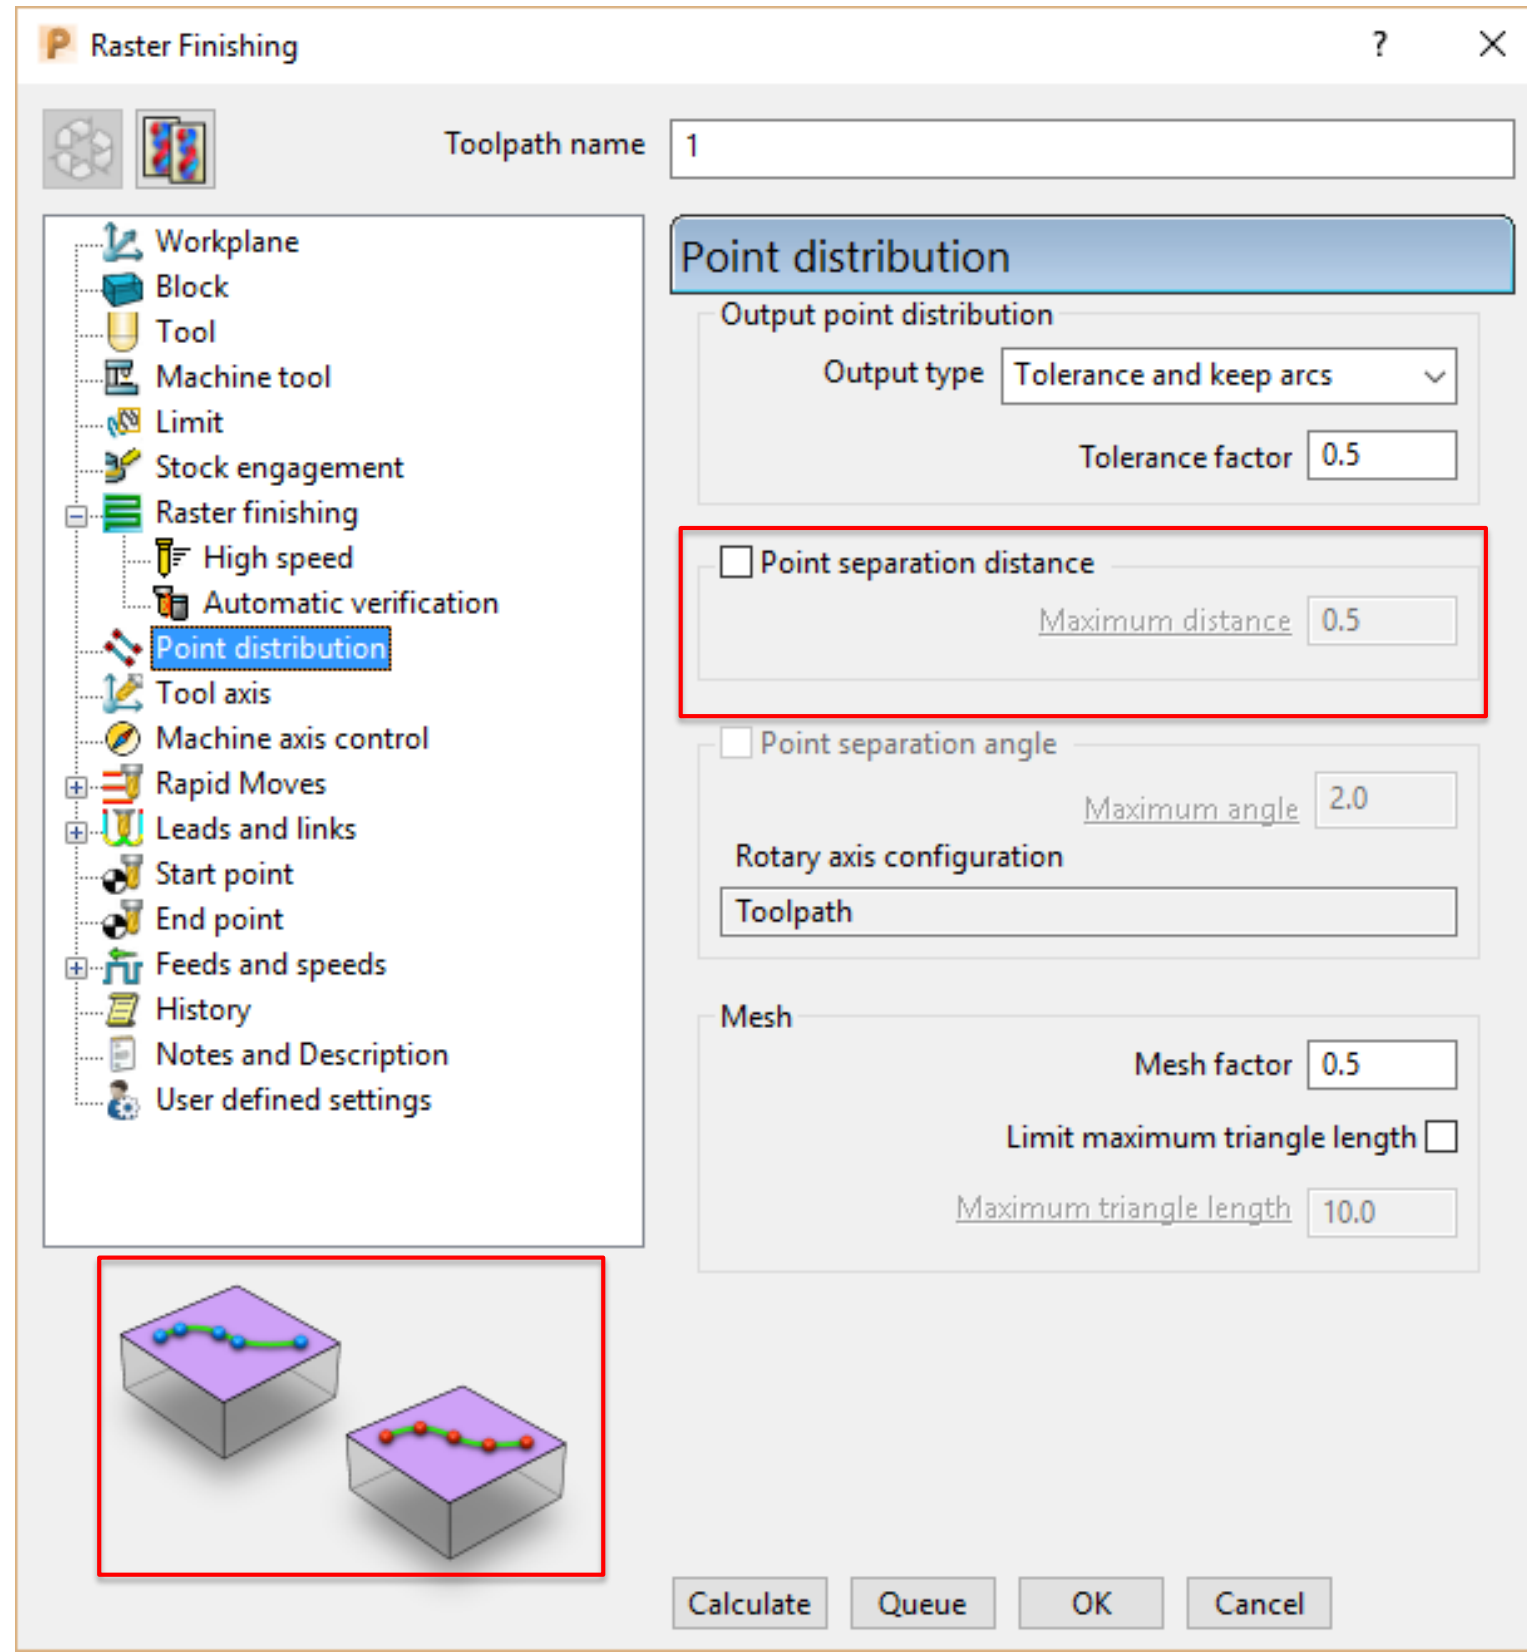 Raster Finishing
?
Toolpath name 1
Workplane
Block
Tool
Machine tool
Limit
Stock engagement
Raster finishing
High speed
Automatic verification
Point distribution
Tool axis
Machine axis control
Rapid Moves
Leads and links
Start point
End point
Feeds and speeds
History
Notes and Description
User defined settings
Point distribution
Output point distribution
Output type Tolerance and keep arcs
Tolerance factor 0.5
Point separation distance
Maximum distance 0.5
Point separation angle
Maximum angle 2.0
Rotary axis configuration
Toolpath
Mesh
Mesh factor 0.5
Limit maximum triangle length
Maximum triangle length 10.0
Calculate Queue OK Cancel